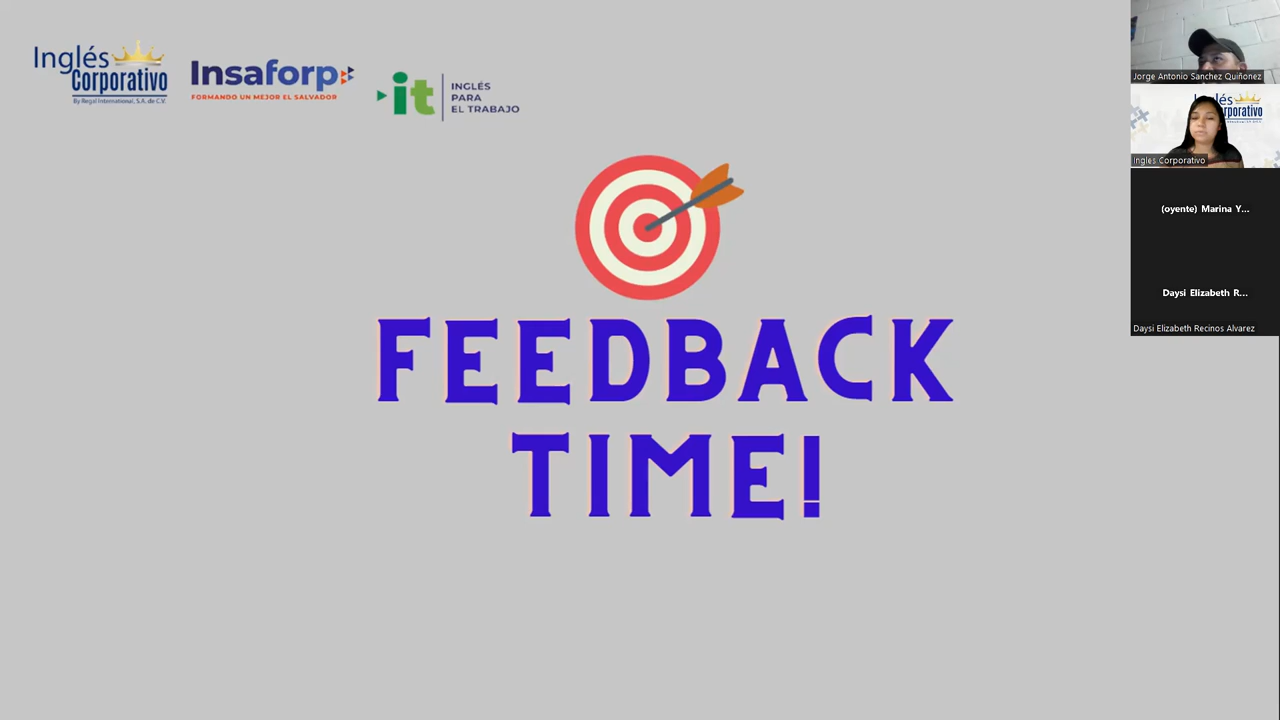 Inglés
Corporativo
By Regal International, S.A. de C.V.
Insaforp
FORMANDO UN MEJOR EL SALVADOR
it
INGLÉS
PARA
EL TRABAJO
FEEDBACK
TIME!
Jorge Antonio Sanchez Quiñonez
Inglés
Corporativo
(oyente) Marina Y...
Daysi Elizabeth R...
Daysi Elizabeth Recinos Alvarez